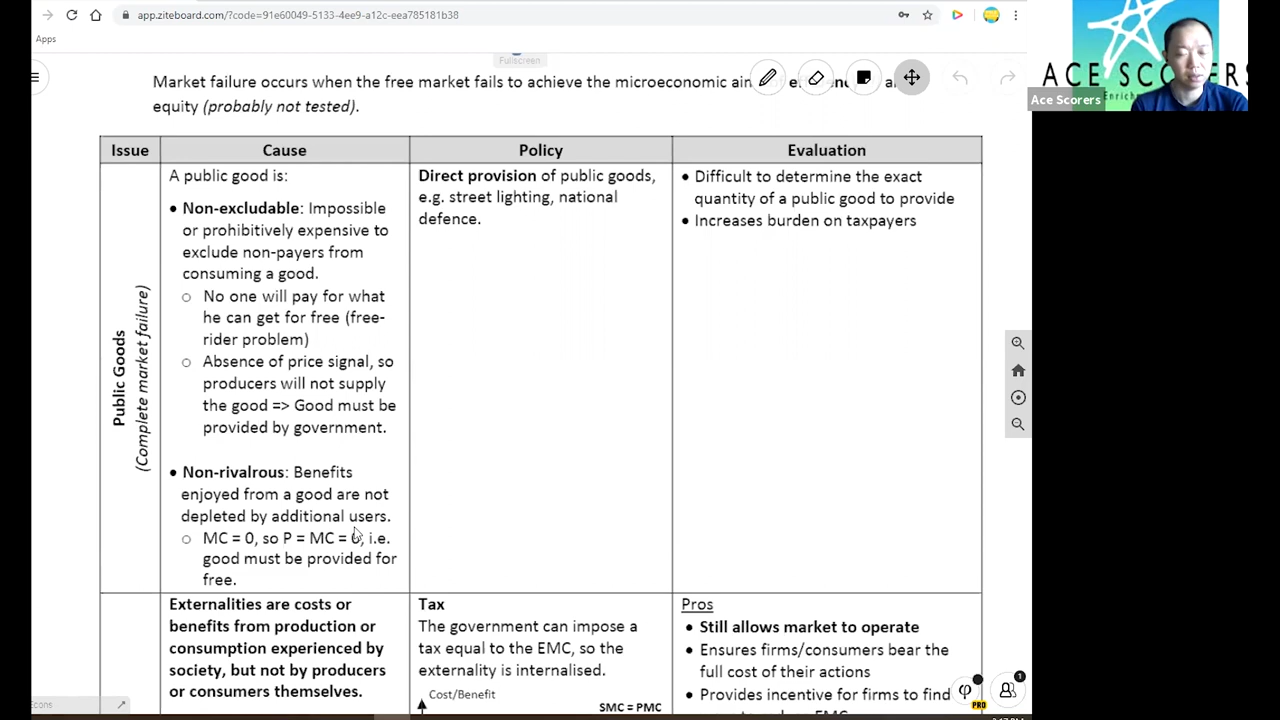 app.ziteboard.com/?code=91e60049-5133-4ee9-a12c-eea785181b38
Apps
Fullscreen
Market failure occurs when the free market fails to achieve the microeconomic
equity (probably not tested).
ACE SCORERS
Enrich
Ace Scorers
Issue
Cause
Policy
Evaluation
Public Goods
(Complete market failure)
A public good is:
• Non-excludable: Impossible
or prohibitively expensive to
exclude non-payers from
consuming a good.
○ No one will pay for what
he can get for free (free-
rider problem)
○ Absence of price signal, so
producers will not supply
the good => Good must be
provided by government.
• Non-rivalrous: Benefits
enjoyed from a good are not
depleted by additional users.
○ MC = 0, so P = MC = 0, i.e.
good must be provided for
free.
Direct provision of public goods,
e.g. street lighting, national
defence.
• Difficult to determine the exact
quantity of a public good to provide
• Increases burden on taxpayers
Externalities are costs or
benefits from production or
consumption experienced by
society, but not by producers
or consumers themselves.
Tax
The government can impose a
tax equal to the EMC, so the
externality is internalised.
Cost/Benefit
SMC = PMC
Pros
• Still allows market to operate
• Ensures firms/consumers bear the
full cost of their actions
• Provides incentive for firms to find
Econs
PRO
1